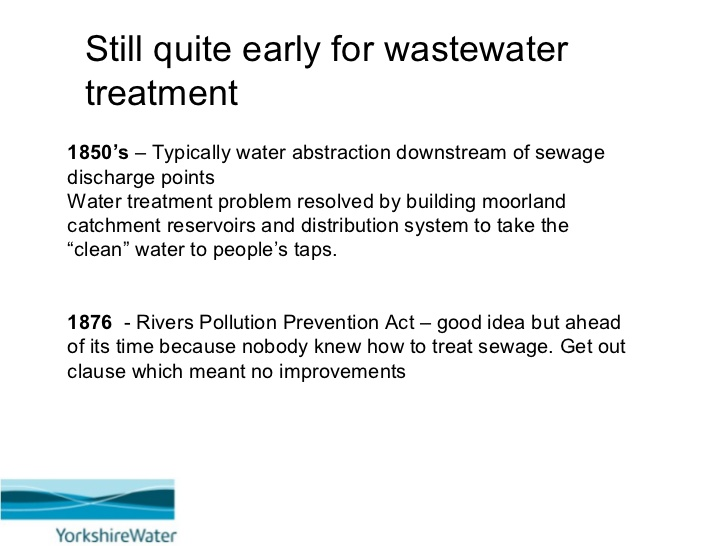 Still quite early for wastewater
treatment
1850’s – Typically water abstraction downstream of sewage
discharge points
Water treatment problem resolved by building moorland
catchment reservoirs and distribution system to take the
“clean” water to people’s taps.
1876  - Rivers Pollution Prevention Act – good idea but ahead
of its time because nobody knew how to treat sewage. Get out
clause which meant no improvements
YorkshireWater